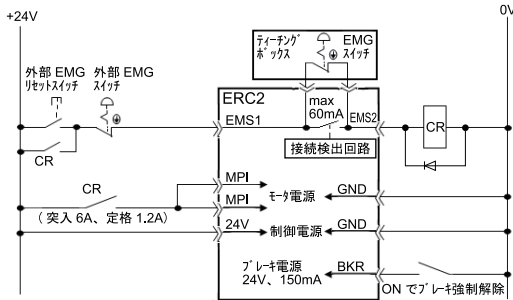 +24V
0V
ティーチング
ボックス
EMG
スイッチ
外部 EMG
リセットスイッチ
外部 EMG
スイッチ
ERC2
max
60mA
EMS1
EMS2
CR
接続検出回路
CR
CR
(突入 6A、定格 1.2A)
MPI
MPI
モータ電源
GND
24V
制御電源
GND
ブレーキ電源
24V、150mA
BKR
ON でブレーキ強制解除